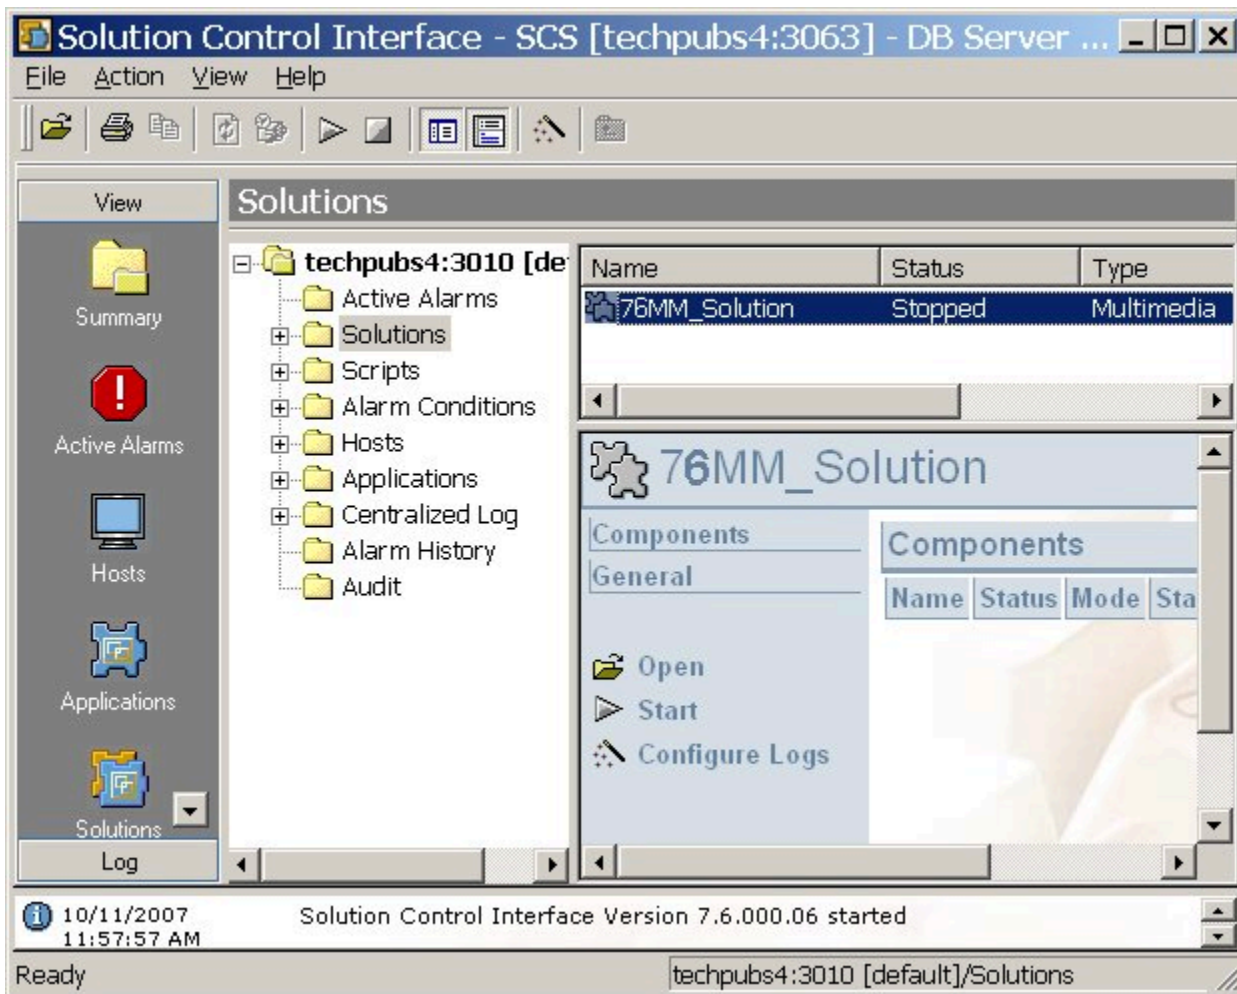 Solution Control Interface - SCS [techpubs4:3063] - DB Server ...
File Action View Help
View
Summary
Active Alarms
Hosts
Applications
Solutions
Log
Solutions
techpubs4:3010 [de
Active Alarms
Solutions
Scripts
Alarm Conditions
Hosts
Applications
Centralized Log
Alarm History
Audit
Name Status Type
76MM_Solution Stopped Multimedia
76MM_Solution
Components
General
Open
Start
Configure Logs
Components
Name Status Mode Sta
10/11/2007 Solution Control Interface Version 7.6.000.06 started
11:57:57 AM
Ready techpubs4:3010 [default]/Solutions